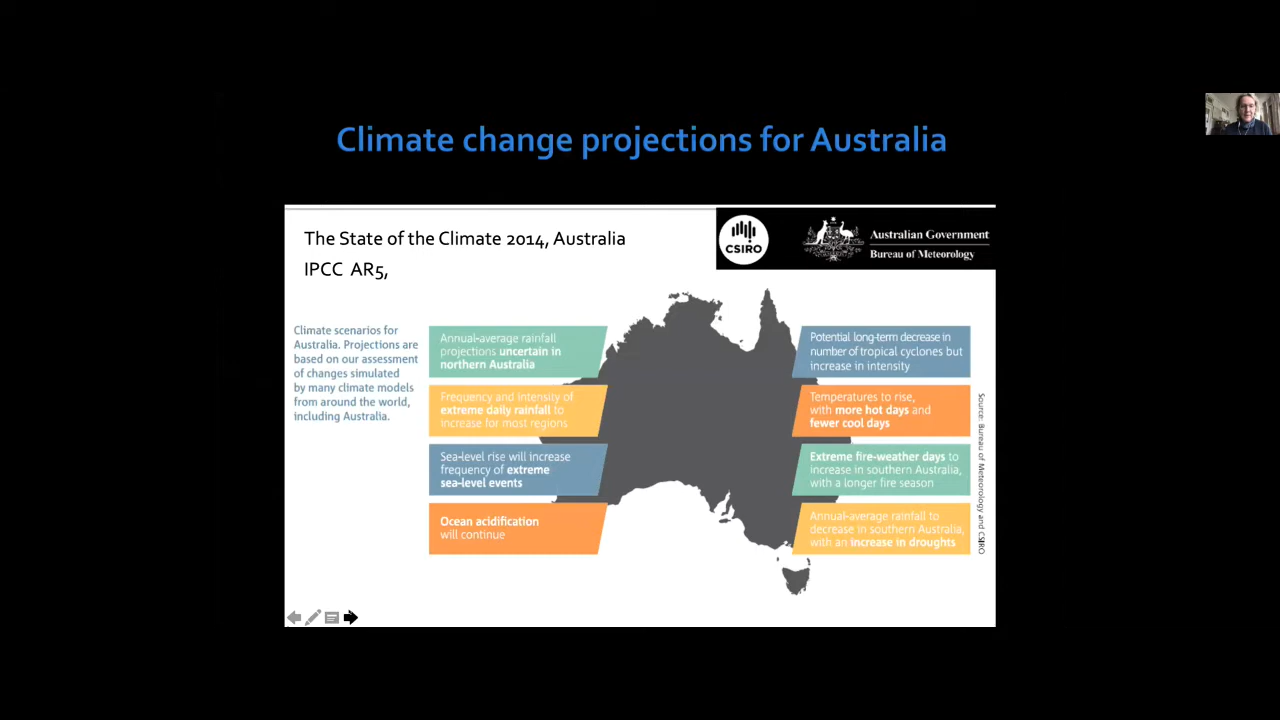 Climate change projections for Australia
The State of the Climate 2014, Australia
IPCC AR5,
CSIRO
Australian Government
Bureau of Meteorology
Climate scenarios for
Australia. Projections are
based on our assessment
of changes simulated
by many climate models
from around the world,
including Australia.
Annual-average rainfall
projections uncertain in
northern Australia
Frequency and intensity of
extreme daily rainfall to
increase for most regions
Sea-level rise will increase
frequency of extreme
sea-level events
Ocean acidification
will continue
Potential long-term decrease in
number of tropical cyclones but
increase in intensity
Temperatures to rise,
with more hot days and
fewer cool days
Extreme fire-weather days to
increase in southern Australia,
with a longer fire season
Annual-average rainfall to
decrease in southern Australia,
with an increase in droughts
Source: Bureau of Meteorology and CSIRO